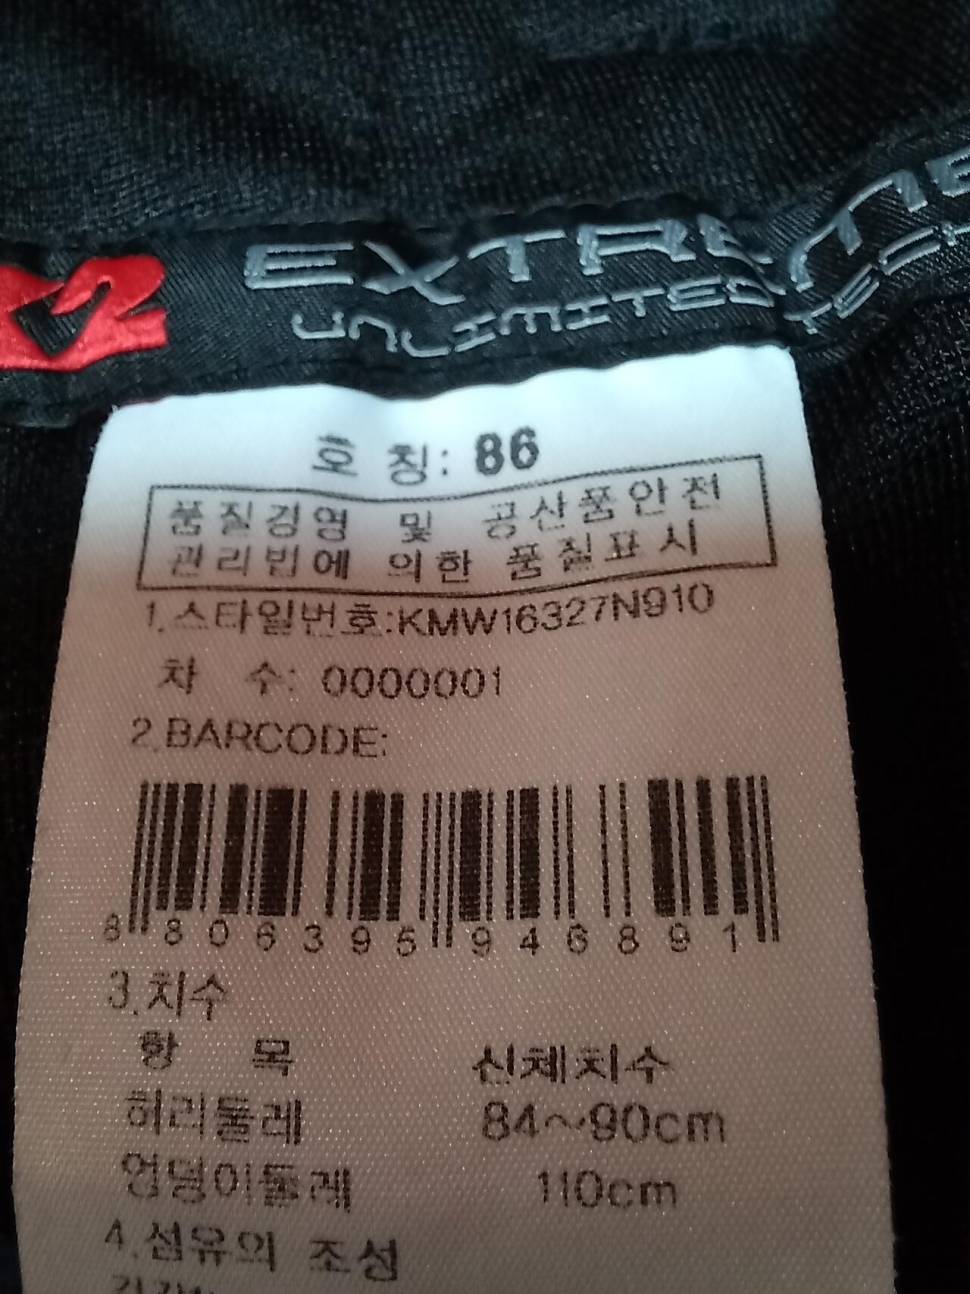 K2 EXTREME
UNLIMITED TECH
호 칭: 86
품질경영 및 공산품안전
관리법에 의한 품질표시
1.스타일번호:KMW16327N910
차 수: 0000001
2.BARCODE:
8 806395 946891
3.치수
항 목 신체치수
허리둘레 84~90cm
엉덩이둘레 110cm
4.섬유의 조성